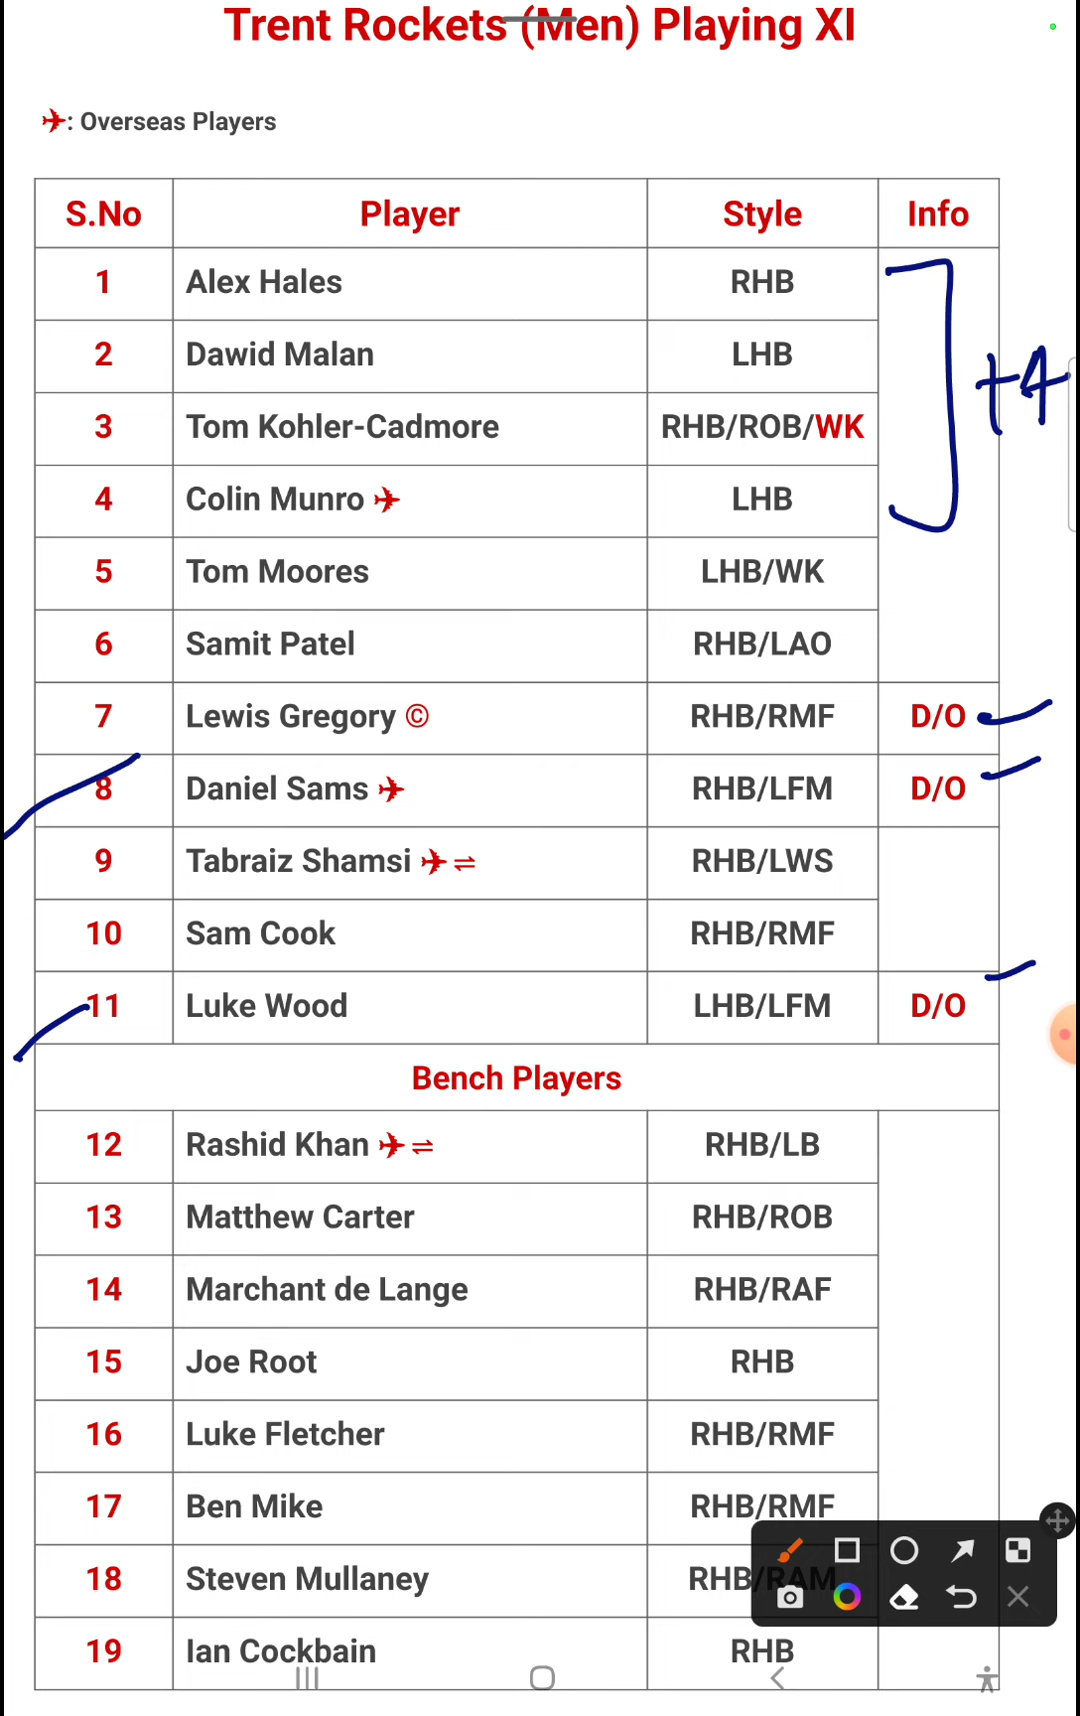 Trent Rockets (Men) Playing XI
✈: Overseas Players
S.No Player Style Info
1 Alex Hales RHB
2 Dawid Malan LHB
+4
3 Tom Kohler-Cadmore RHB/ROB/WK
4 Colin Munro ✈ LHB
5 Tom Moores LHB/WK
6 Samit Patel RHB/LAO
7 Lewis Gregory © RHB/RMF D/O
8 Daniel Sams ✈ RHB/LFM D/O
9 Tabraiz Shamsi ✈ ⇌ RHB/LWS
10 Sam Cook RHB/RMF
11 Luke Wood LHB/LFM D/O
Bench Players
12 Rashid Khan ✈ ⇌ RHB/LB
13 Matthew Carter RHB/ROB
14 Marchant de Lange RHB/RAF
15 Joe Root RHB
16 Luke Fletcher RHB/RMF
17 Ben Mike RHB/RMF
18 Steven Mullaney RHB/RAM
19 Ian Cockbain RHB